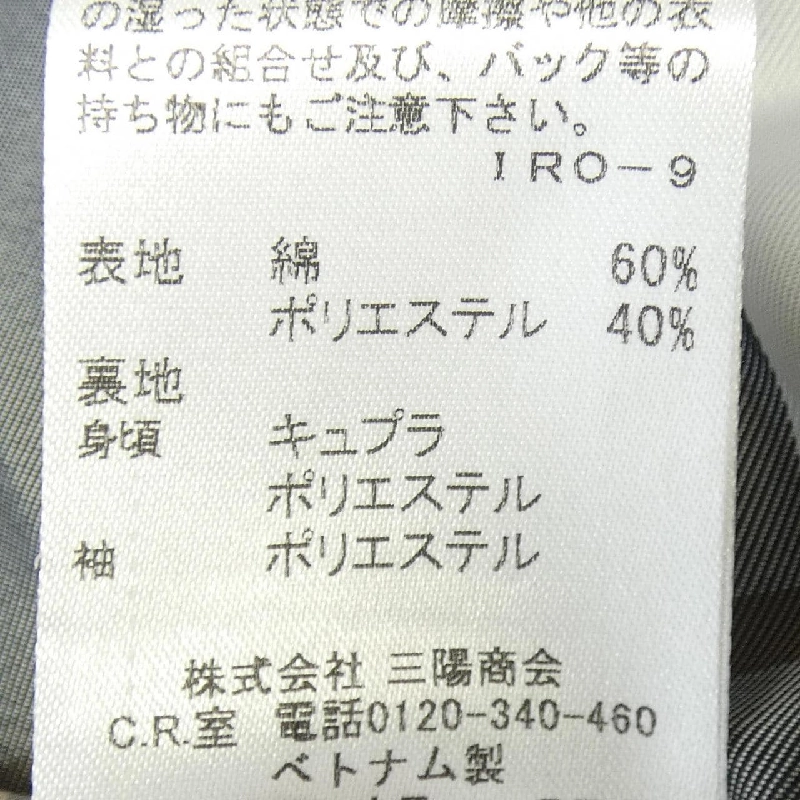 の湿った状態での摩擦や他の衣
料との組合せ及び、バック等の
持ち物にもご注意下さい。
IRO-9
表地 綿 60%
ポリエステル 40%
裏地
身頃 キュプラ
ポリエステル
袖 ポリエステル
株式会社 三陽商会
C.R.室 電話0120-340-460
ベトナム製